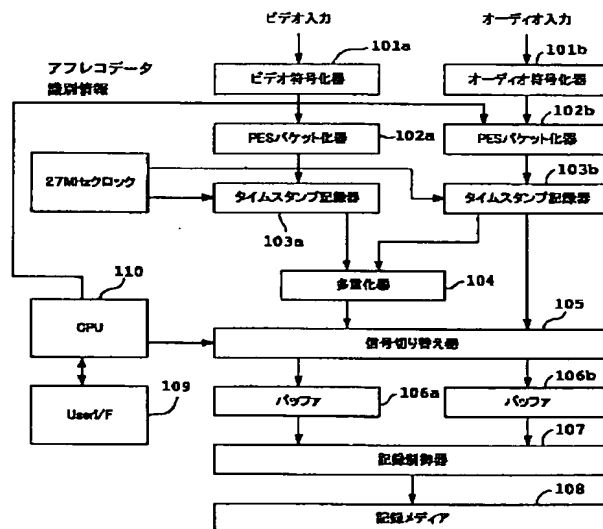 ビデオ入力
オーディオ入力
101a
101b
ビデオ符号化器
オーディオ符号化器
アフレコデータ
識別情報
102a
102b
PESパケット化器
PESパケット化器
27MHzクロック
103b
タイムスタンプ記録器
タイムスタンプ記録器
103a
多重化器
104
110
CPU
105
信号切り替え器
UserI/F
109
バッファ
106a
バッファ
106b
107
記録制御器
108
記録メディア